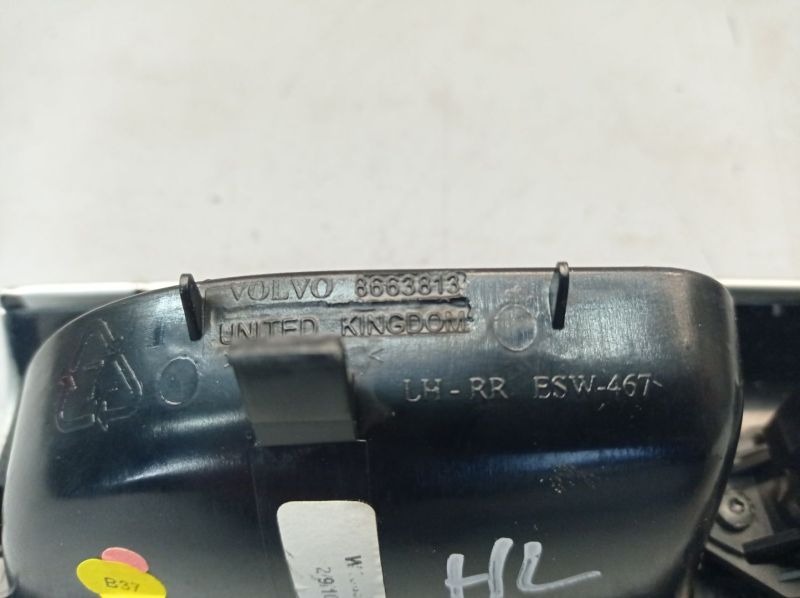 VOLVO 8663813
UNITED KINGDOM
LH-RR ESW-467
HL
B37